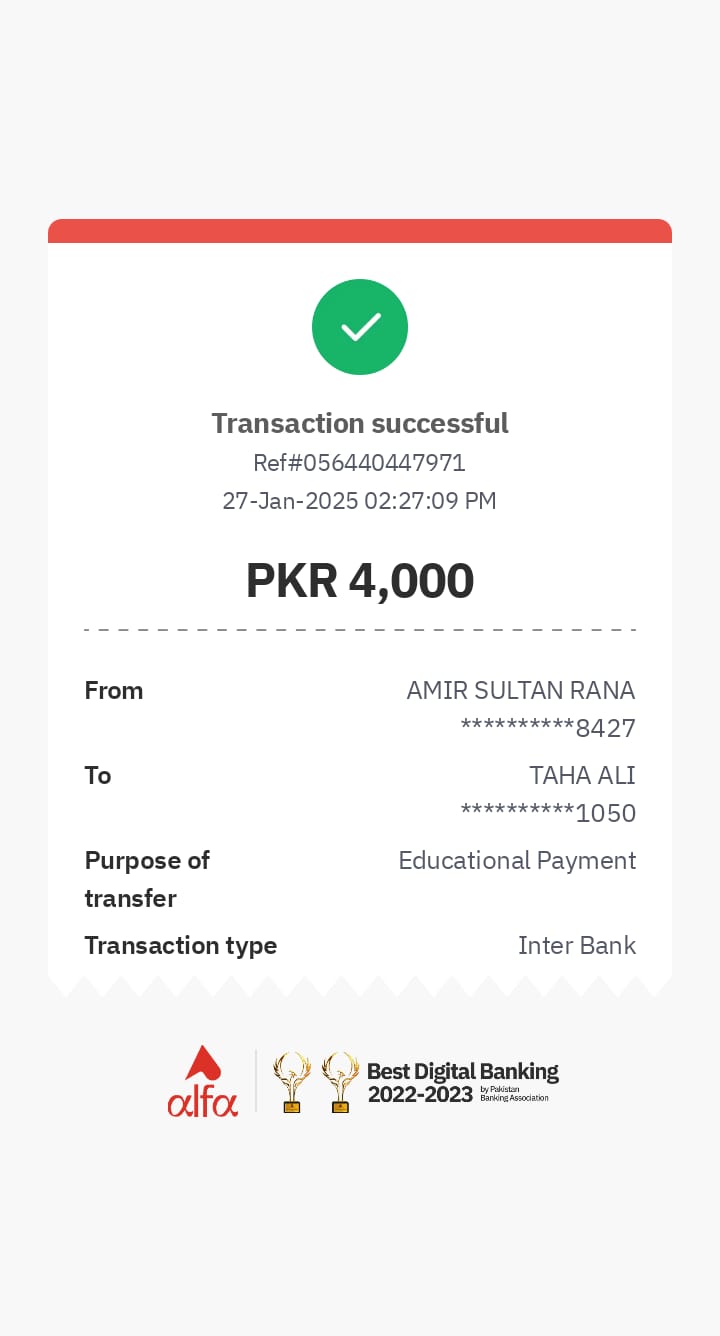 Transaction successful
Ref#056440447971
27-Jan-2025 02:27:09 PM
PKR 4,000
From AMIR SULTAN RANA
**********8427
To TAHA ALI
**********1050
Purpose of Educational Payment
transfer
Transaction type Inter Bank
alfa
Best Digital Banking
2022-2023 by Pakistan
Banking Association